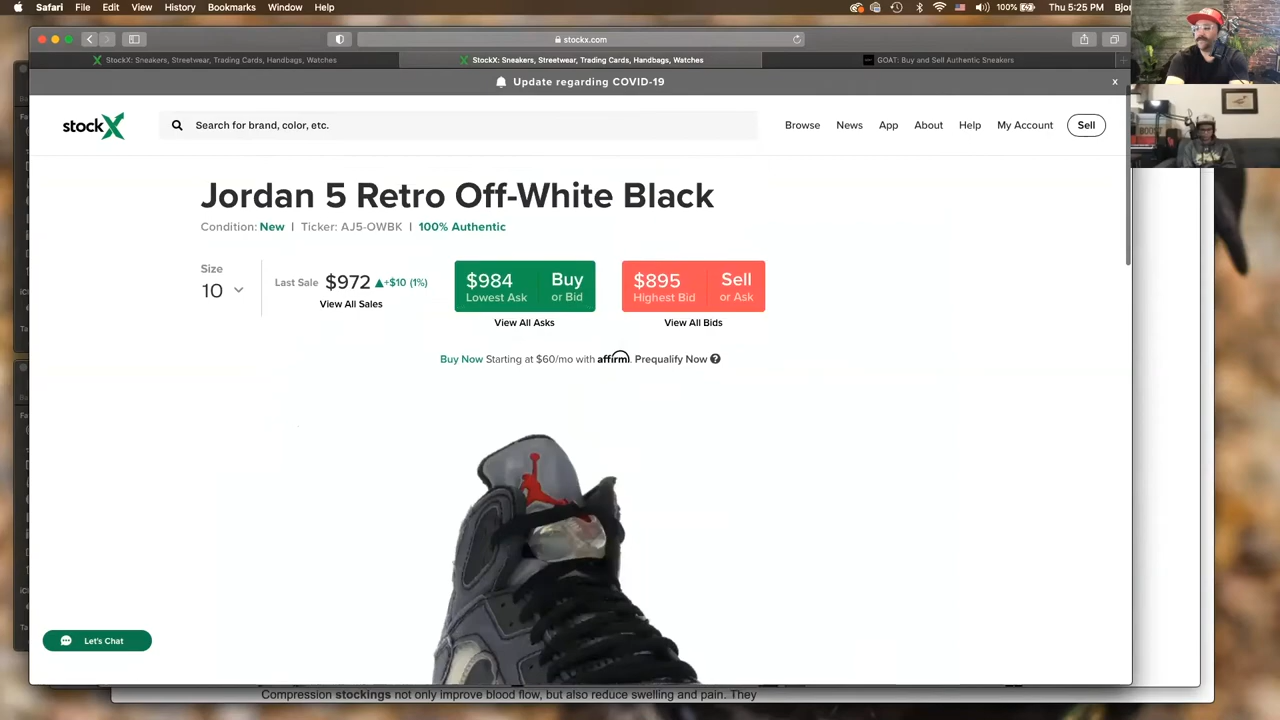 Safari File Edit View History Bookmarks Window Help 100% Thu 5:25 PM Bjor
stockx.com
StockX: Sneakers, Streetwear, Trading Cards, Handbags, Watches
StockX: Sneakers, Streetwear, Trading Cards, Handbags, Watches
GOAT: Buy and Sell Authentic Sneakers
Update regarding COVID-19 x
stockX Search for brand, color, etc. Browse News App About Help My Account Sell
Jordan 5 Retro Off-White Black
Condition: New | Ticker: AJ5-OWBK | 100% Authentic
Size
10
Last Sale $972 ▲+$10 (1%)
View All Sales
$984 Buy
Lowest Ask or Bid
View All Asks
$895 Sell
Highest Bid or Ask
View All Bids
Buy Now Starting at $60/mo with affirm. Prequalify Now ?
Let's Chat
Compression stockings not only improve blood flow, but also reduce swelling and pain. They